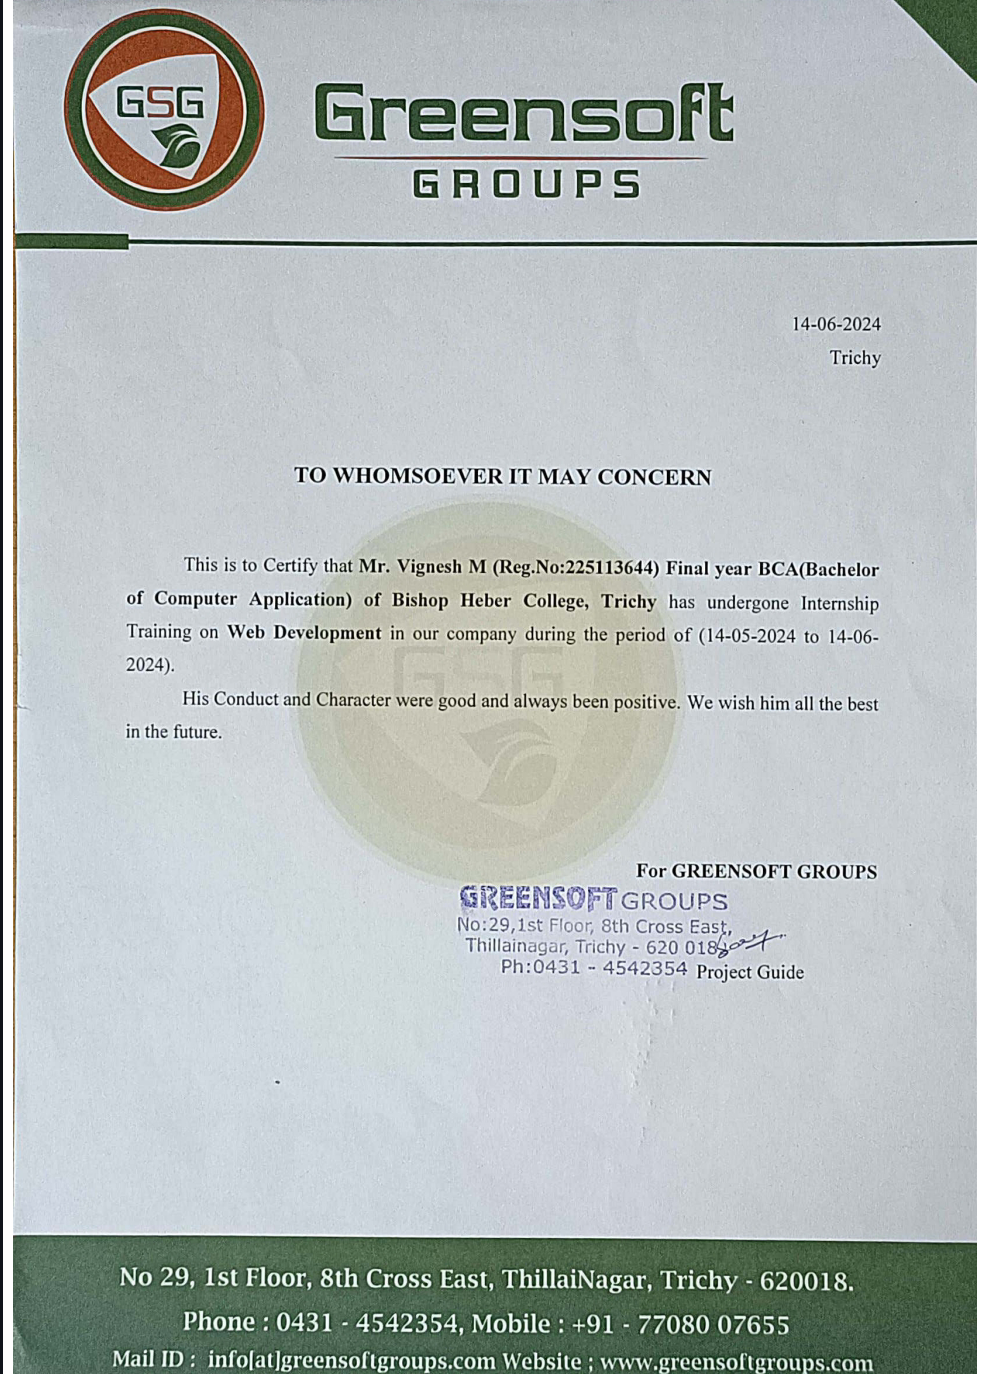 GSG
Greensoft
GROUPS
14-06-2024
Trichy
TO WHOMSOEVER IT MAY CONCERN
This is to Certify that Mr. Vignesh M (Reg.No:225113644) Final year BCA(Bachelor
of Computer Application) of Bishop Heber College, Trichy has undergone Internship
Training on Web Development in our company during the period of (14-05-2024 to 14-06-
2024).
GSG
His Conduct and Character were good and always been positive. We wish him all the best
in the future.
For GREENSOFT GROUPS
GREENSOFT GROUPS
No:29,1st Floor, 8th Cross East,
Thillainagar, Trichy - 620 018
Ph:0431 - 4542354 Project Guide
No 29, 1st Floor, 8th Cross East, ThillaiNagar, Trichy - 620018.
Phone : 0431 - 4542354, Mobile : +91 - 77080 07655
Mail ID : info[at]greensoftgroups.com Website ; www.greensoftgroups.com